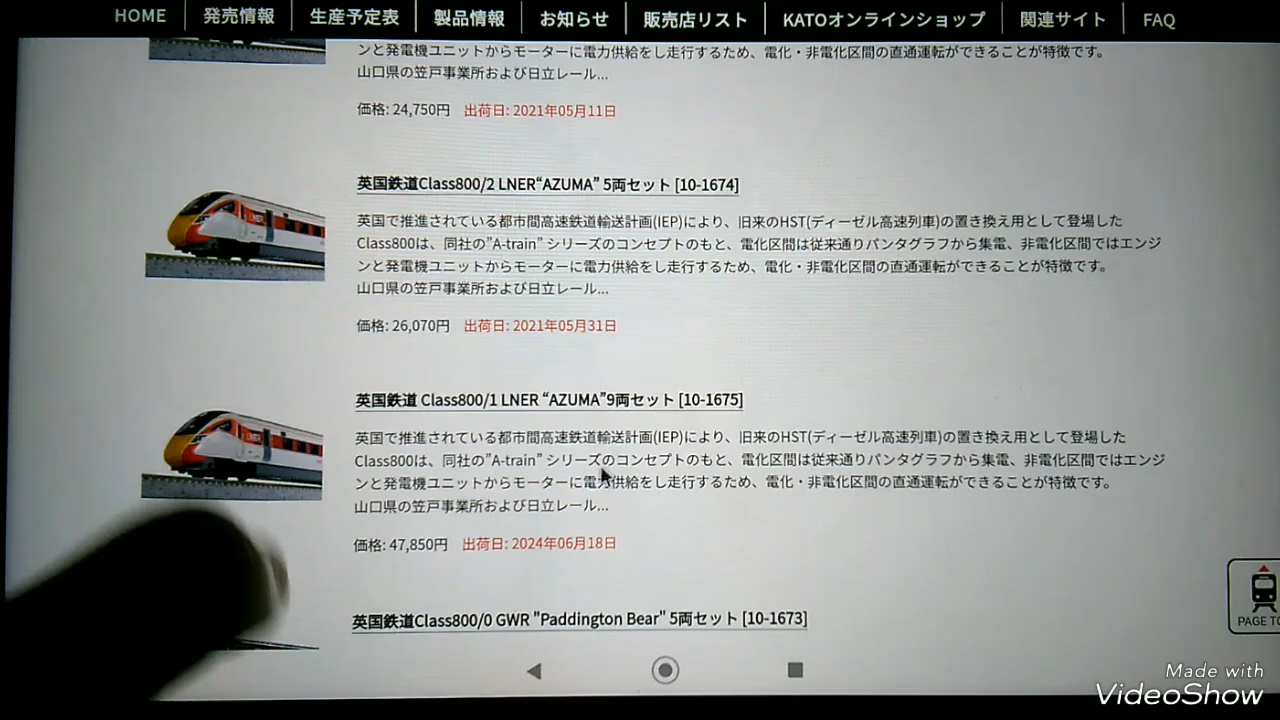 HOME 発売情報 生産予定表 製品情報 お知らせ 販売店リスト KATOオンラインショップ 関連サイト FAQ
ンと発電機ユニットからモーターに電力供給をし走行するため、電化・非電化区間の直通運転ができることが特徴です。
山口県の笠戸事業所および日立レール...
価格: 24,750円 出荷日: 2021年05月11日
英国鉄道Class800/2 LNER“AZUMA” 5両セット [10-1674]
英国で推進されている都市間高速鉄道輸送計画(IEP)により、旧来のHST(ディーゼル高速列車)の置き換え用として登場した
Class800は、同社の”A-train” シリーズのコンセプトのもと、電化区間は従来通りパンタグラフから集電、非電化区間ではエンジ
ンと発電機ユニットからモーターに電力供給をし走行するため、電化・非電化区間の直通運転ができることが特徴です。
山口県の笠戸事業所および日立レール...
価格: 26,070円 出荷日: 2021年05月31日
英国鉄道 Class800/1 LNER “AZUMA”9両セット [10-1675]
英国で推進されている都市間高速鉄道輸送計画(IEP)により、旧来のHST(ディーゼル高速列車)の置き換え用として登場した
Class800は、同社の”A-train” シリーズのコンセプトのもと、電化区間は従来通りパンタグラフから集電、非電化区間ではエンジ
ンと発電機ユニットからモーターに電力供給をし走行するため、電化・非電化区間の直通運転ができることが特徴です。
山口県の笠戸事業所および日立レール...
価格: 47,850円 出荷日: 2024年06月18日
英国鉄道Class800/0 GWR "Paddington Bear" 5両セット [10-1673]
PAGE TO
LNER
LNER
Made with
VideoShow